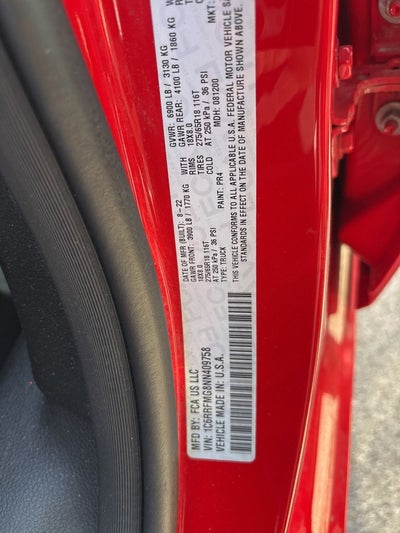 MFD BY: FCA US LLC
VIN: 1C6RRFMG8NN409758
VEHICLE MADE IN: U.S.A.
DATE OF MFR (BUILT): 8-22 GVWR: 6900 LB / 3130 KG
GAWR FRONT: 3900 LB / 1770 KG WITH GAWR REAR: 4100 LB / 1860 KG
18X8.0 RIMS 18X8.0
275/65R18 116T TIRES 275/65R18 116T
AT 250 kPa / 36 PSI COLD AT 250 kPa / 36 PSI
TYPE: TRUCK MDH: 081200
PAINT: PR4 MKT:
THIS VEHICLE CONFORMS TO ALL APPLICABLE U.S.A. FEDERAL MOTOR VEHICLE
STANDARDS IN EFFECT ON THE DATE OF MANUFACTURE SHOWN ABOVE.